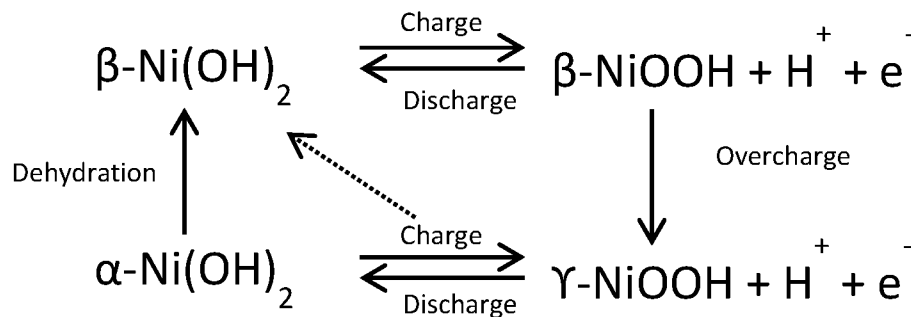 Charge
β-Ni(OH)₂ β-NiOOH + H⁺ + e⁻
Discharge
Dehydration Overcharge
Charge
α-Ni(OH)₂ ϒ-NiOOH + H⁺ + e⁻
Discharge